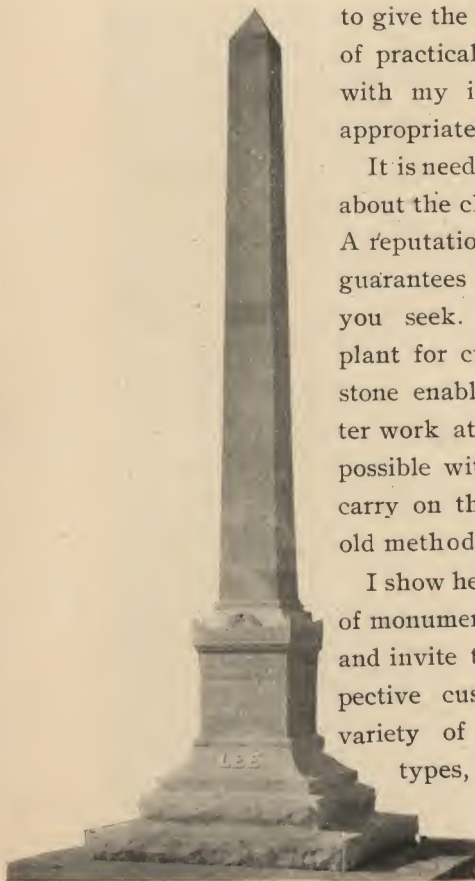 to give the
of practical
with my i
appropriate
It is need
about the c
A reputatio
guarantees
you seek.
plant for c
stone enabl
ter work at
possible wit
carry on th
old method
I show he
of monumen
and invite t
pective cus
variety of
types,
LEE